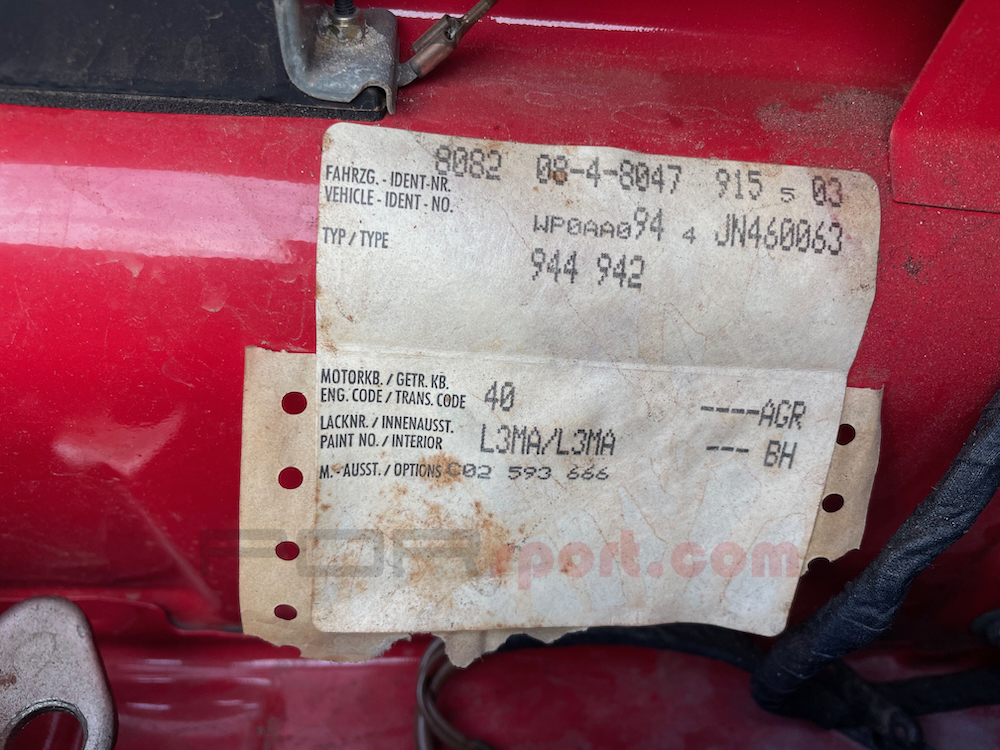 8082 08-4-8047 915 5 03
FAHRZG. - IDENT-NR.
VEHICLE - IDENT - NO.
WP0AA094 4 JN460063
TYP / TYPE
944 942
MOTORKB. / GETR. KB.
ENG. CODE / TRANS. CODE 40 ----AGR
LACKNR. / INNENAUSST.
PAINT NO. / INTERIOR L3MA/L3MA --- BH
M.- AUSST. / OPTIONS C02 593 666
rport.com